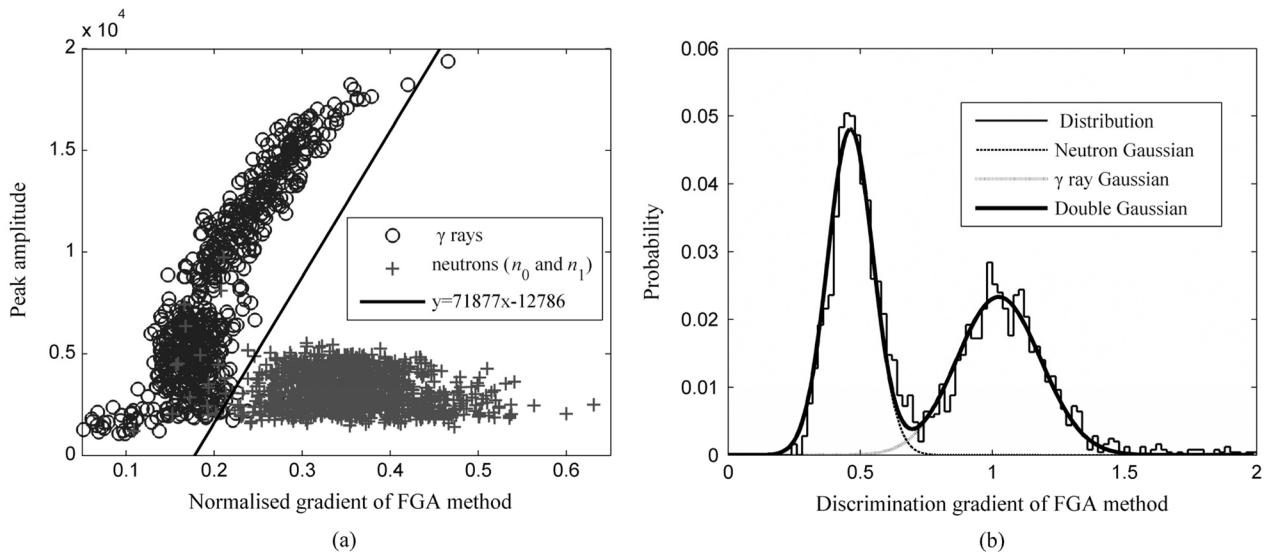 x 10⁴
2
1.5
1
0.5
0
0.1
0.2
0.3
0.4
0.5
0.6
Peak amplitude
Normalised gradient of FGA method
γ rays
neutrons (n₀ and n₁)
y=71877x-12786
(a)
0.06
0.05
0.04
0.03
0.02
0.01
0
0
0.5
1
1.5
2
Probability
Discrimination gradient of FGA method
Distribution
Neutron Gaussian
γ ray Gaussian
Double Gaussian
(b)